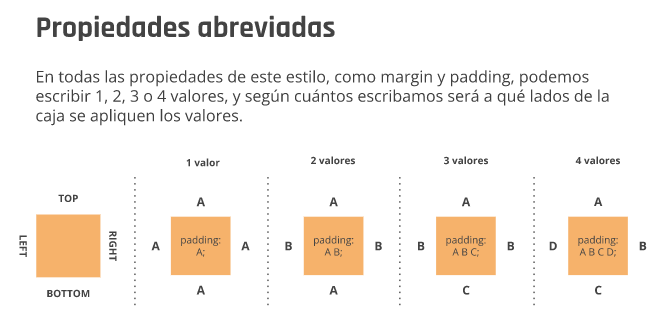 Propiedades abreviadas
En todas las propiedades de este estilo, como margin y padding, podemos
escribir 1, 2, 3 o 4 valores, y según cuántos escribamos será a qué lados de la
caja se apliquen los valores.
1 valor
2 valores
3 valores
4 valores
TOP
LEFT
RIGHT
BOTTOM
A
A
padding:
A;
A
A
A
B
padding:
A B;
B
A
A
B
padding:
A B C;
B
C
A
D
padding:
A B C D;
B
C